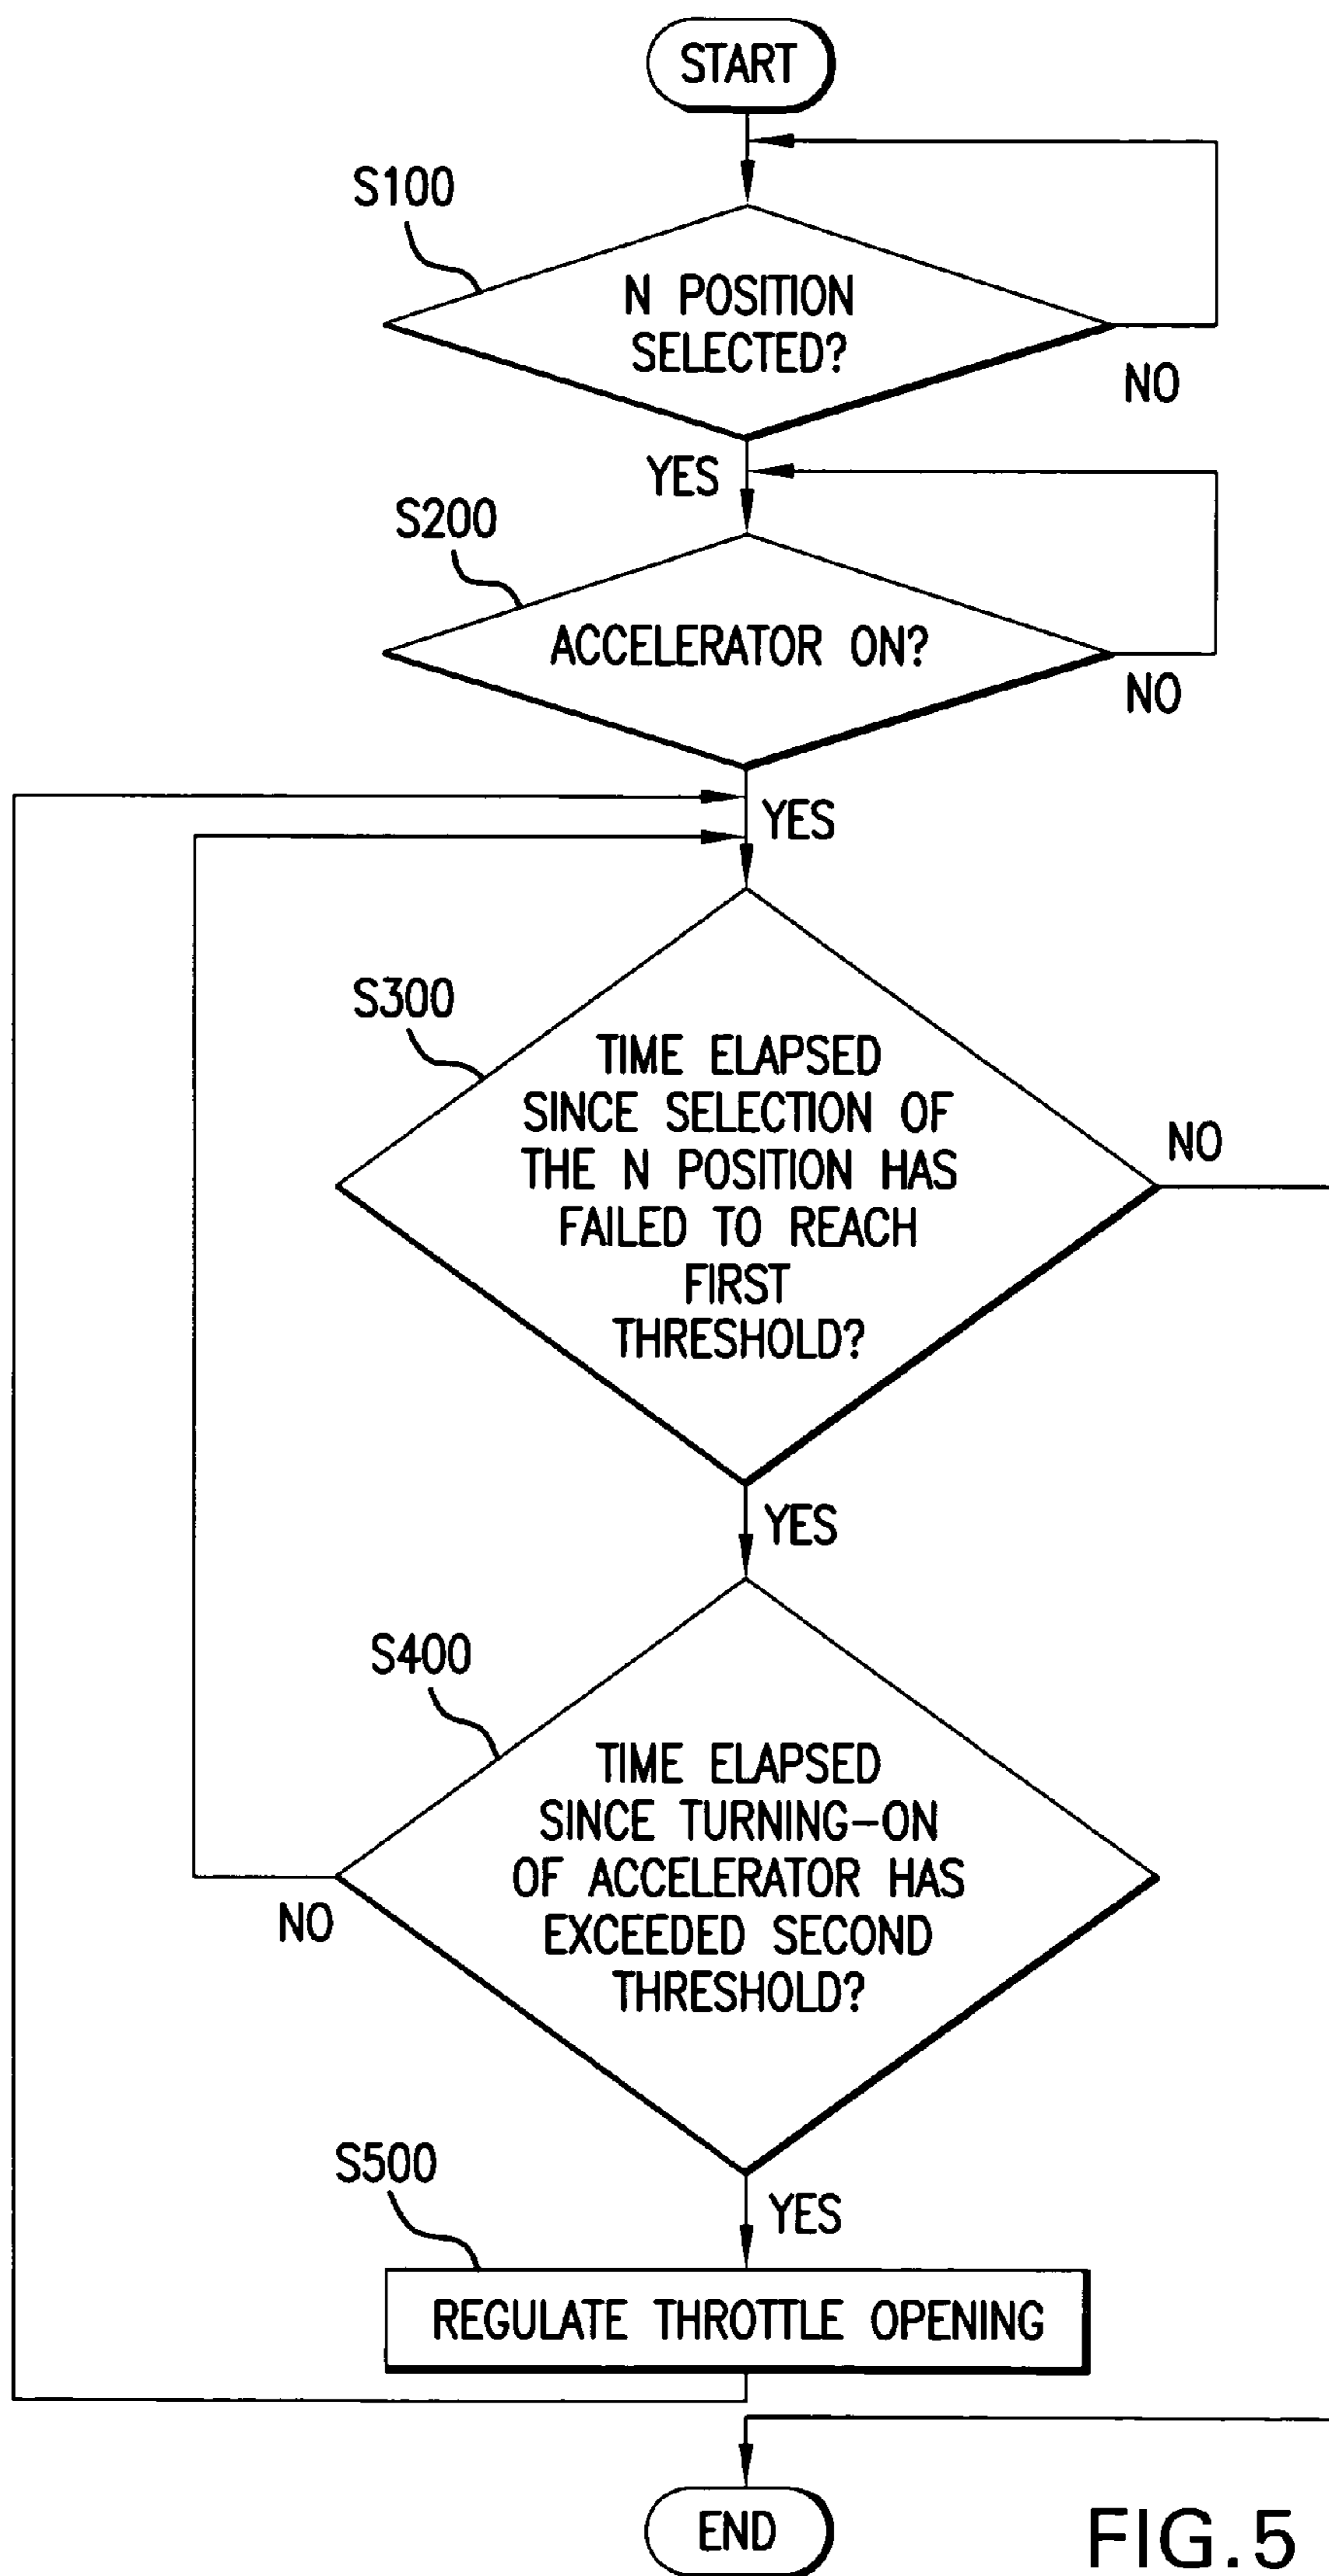 START
S100
N POSITION
SELECTED?
NO
YES
S200
ACCELERATOR ON?
NO
YES
S300
TIME ELAPSED
SINCE SELECTION OF
THE N POSITION HAS
FAILED TO REACH
FIRST
THRESHOLD?
NO
YES
S400
TIME ELAPSED
SINCE TURNING-ON
OF ACCELERATOR HAS
EXCEEDED SECOND
THRESHOLD?
NO
YES
S500
REGULATE THROTTLE OPENING
END
FIG.5